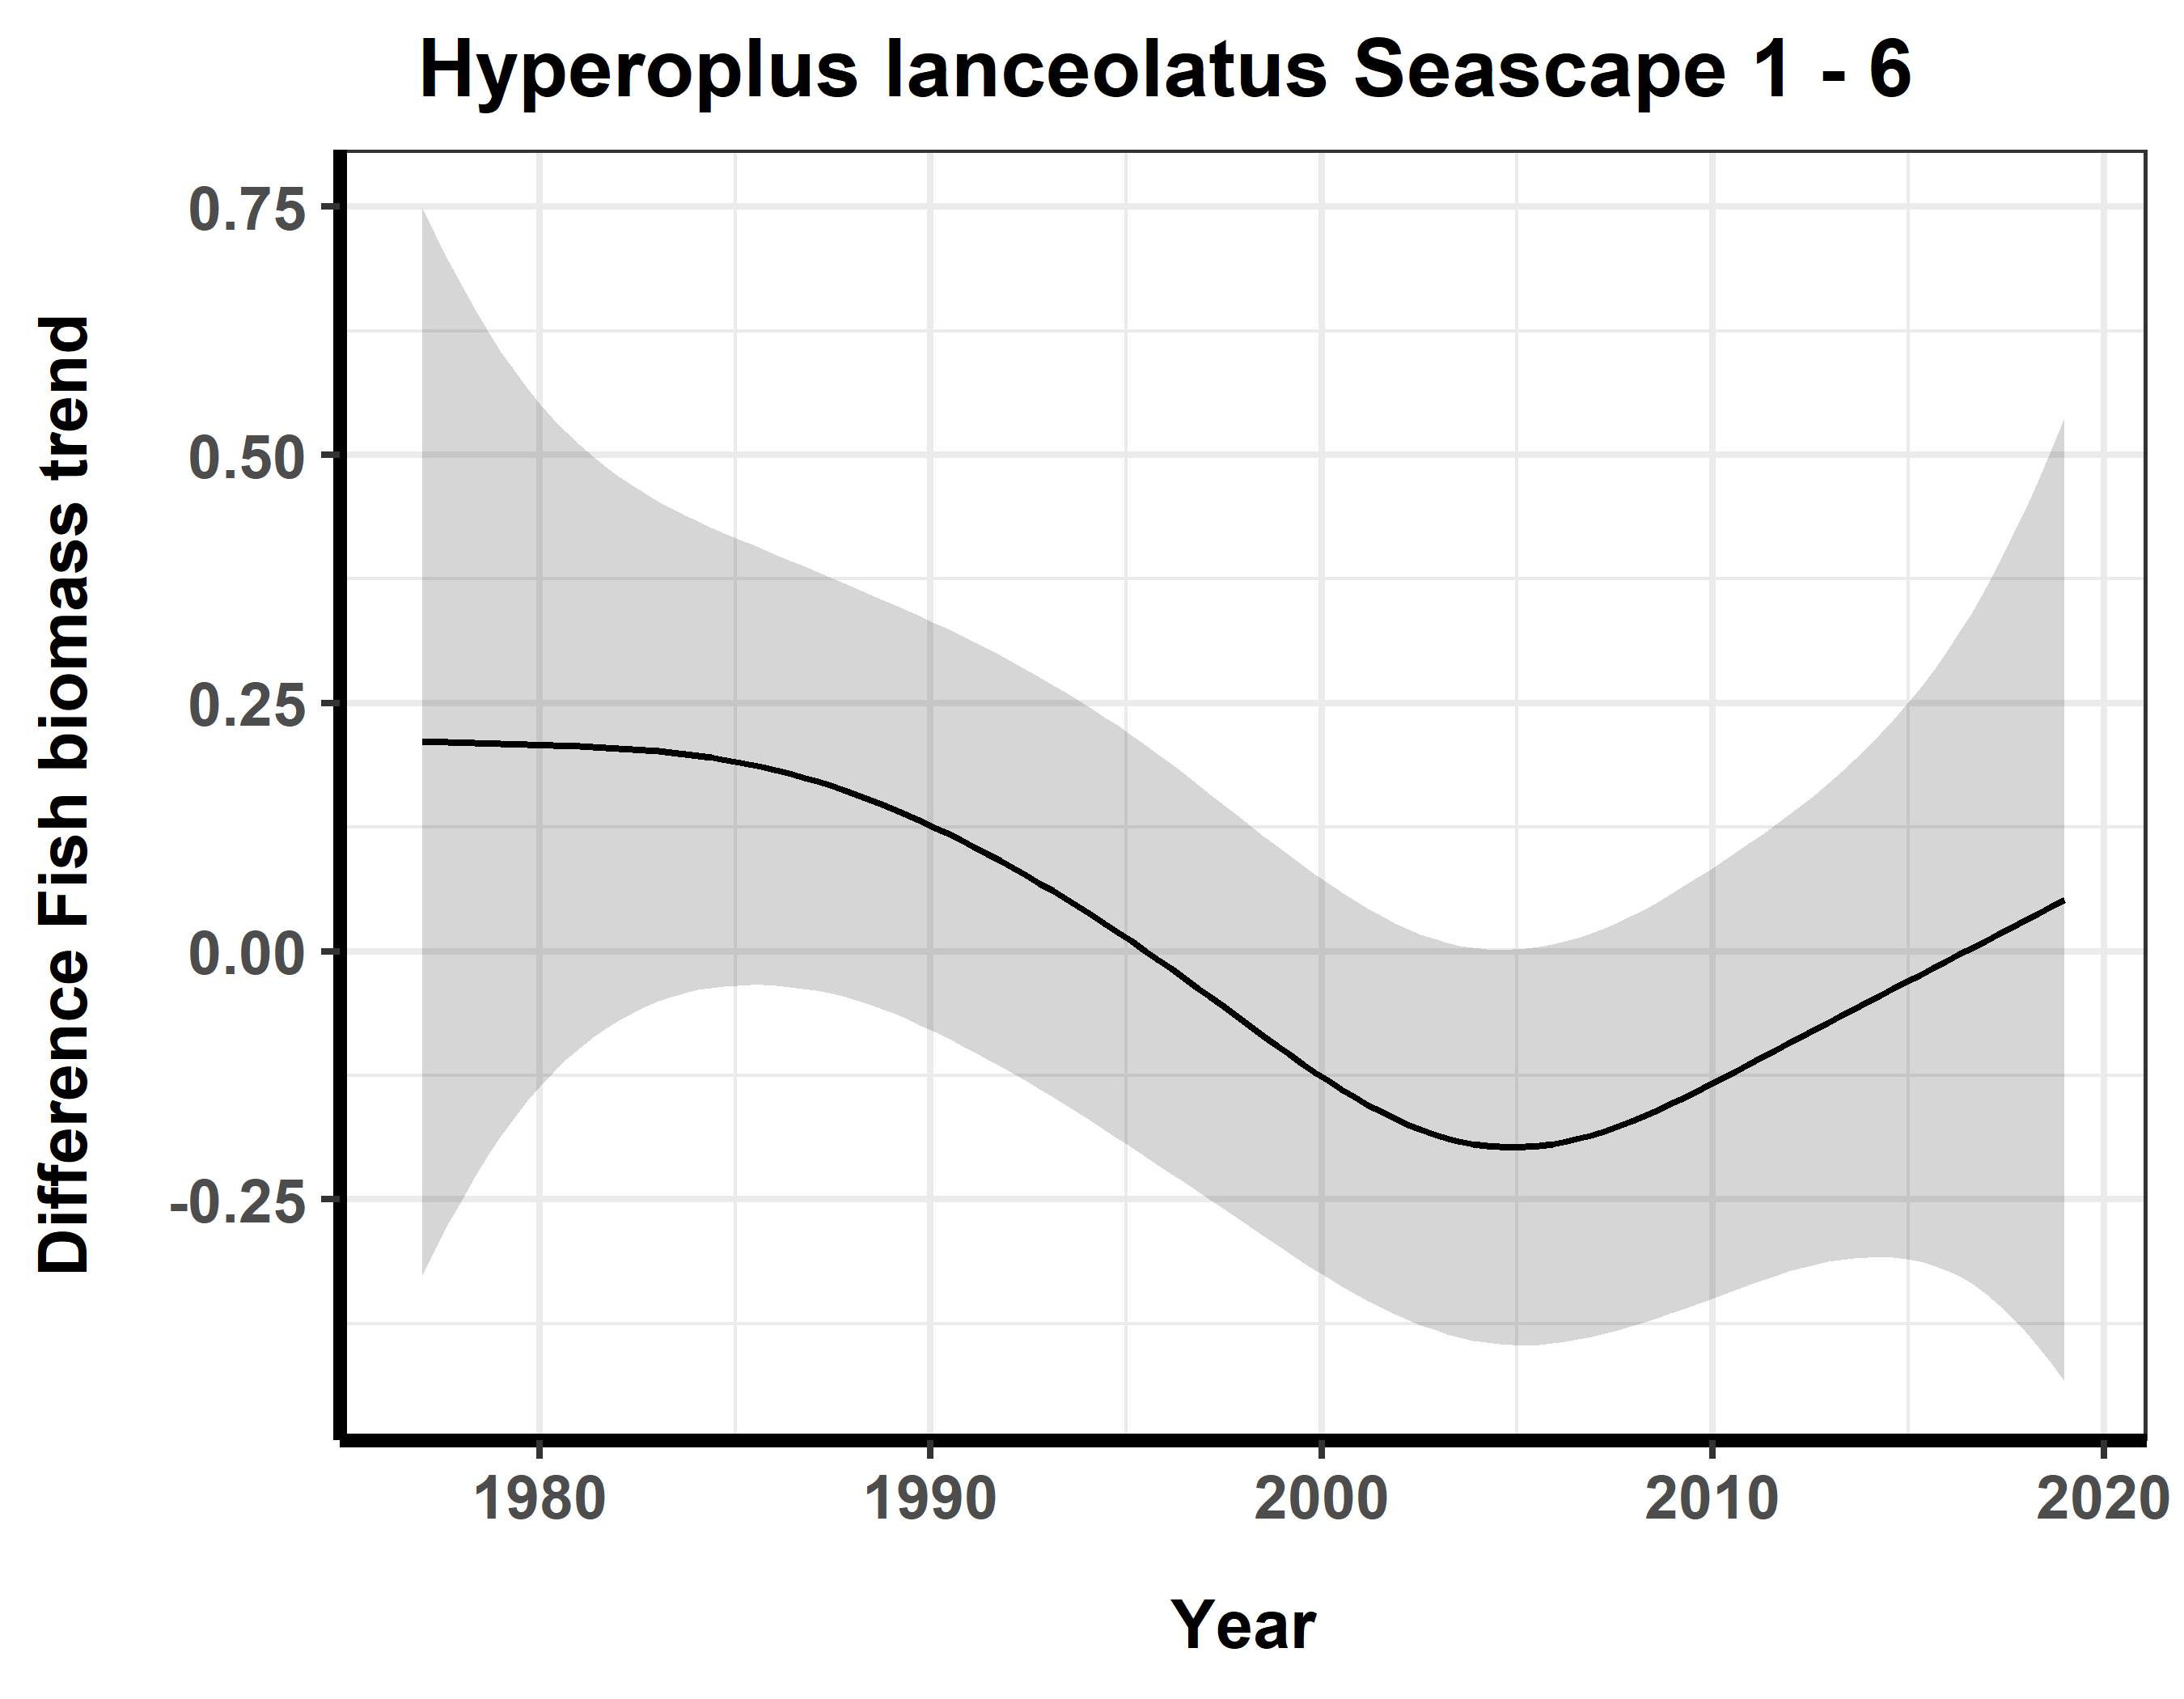 Hyperoplus lanceolatus Seascape 1 - 6
Difference Fish biomass trend
0.75
0.50
0.25
0.00
-0.25
1980 1990 2000 2010 2020
Year